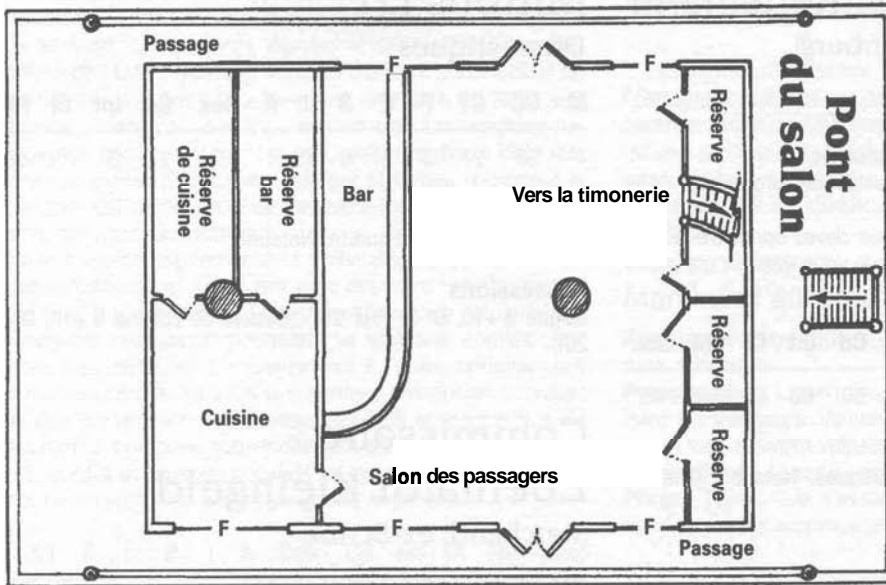 Passage
F
F
Pont
du salon
Réserve
Réserve
de cuisine
Réserve
bar
Bar
Vers la timonerie
Réserve
Cuisine
Salon des passagers
Réserve
F
F
F
Passage